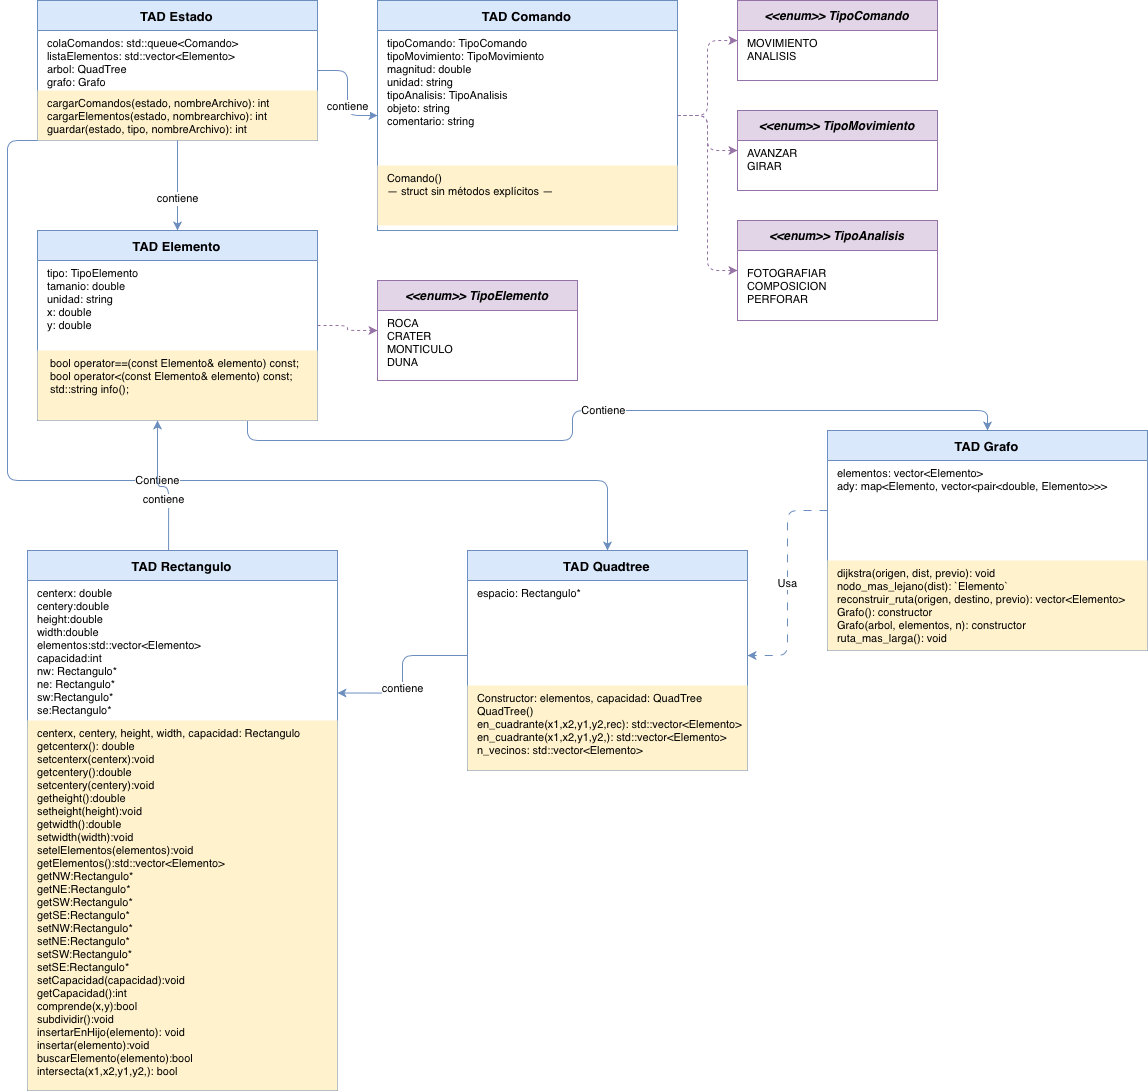 TAD Estado
colaComandos: std::queue<Comando>
listaElementos: std::vector<Elemento>
arbol: QuadTree
grafo: Grafo
cargarComandos(estado, nombreArchivo): int
cargarElementos(estado, nombrearchivo): int
guardar(estado, tipo, nombreArchivo): int
contiene
TAD Comando
tipoComando: TipoComando
tipoMovimiento: TipoMovimiento
magnitud: double
unidad: string
tipoAnalisis: TipoAnalisis
objeto: string
comentario: string
Comando()
— struct sin métodos explícitos —
<<enum>> TipoComando
MOVIMIENTO
ANALISIS
<<enum>> TipoMovimiento
AVANZAR
GIRAR
<<enum>> TipoAnalisis
FOTOGRAFIAR
COMPOSICION
PERFORAR
contiene
TAD Elemento
tipo: TipoElemento
tamanio: double
unidad: string
x: double
y: double
bool operator==(const Elemento& elemento) const;
bool operator<(const Elemento& elemento) const;
std::string info();
<<enum>> TipoElemento
ROCA
CRATER
MONTICULO
DUNA
Contiene
TAD Grafo
elementos: vector<Elemento>
ady: map<Elemento, vector<pair<double, Elemento>>>
dijkstra(origen, dist, previo): void
nodo_mas_lejano(dist): `Elemento`
reconstruir_ruta(origen, destino, previo): vector<Elemento>
Grafo(): constructor
Grafo(arbol, elementos, n): constructor
ruta_mas_larga(): void
Contiene
contiene
Usa
TAD Rectangulo
centerx: double
centery:double
height:double
width:double
elementos:std::vector<Elemento>
capacidad:int
nw: Rectangulo*
ne: Rectangulo*
sw:Rectangulo*
se:Rectangulo*
centerx, centery, height, width, capacidad: Rectangulo
getcenterx(): double
setcenterx(centerx):void
getcentery():double
setcentery(centery):void
getheight():double
setheight(height):void
getwidth():double
setwidth(width):void
setelElementos(elementos):void
getElementos():std::vector<Elemento>
getNW:Rectangulo*
getNE:Rectangulo*
getSW:Rectangulo*
getSE:Rectangulo*
setNW:Rectangulo*
setNE:Rectangulo*
setSW:Rectangulo*
setSE:Rectangulo*
setCapacidad(capacidad):void
getCapacidad():int
comprende(x,y):bool
subdividir():void
insertarEnHijo(elemento): void
insertar(elemento):void
buscarElemento(elemento):bool
intersecta(x1,x2,y1,y2,): bool
contiene
TAD Quadtree
espacio: Rectangulo*
Constructor: elementos, capacidad: QuadTree
QuadTree()
en_cuadrante(x1,x2,y1,y2,rec): std::vector<Elemento>
en_cuadrante(x1,x2,y1,y2,): std::vector<Elemento>
n_vecinos: std::vector<Elemento>